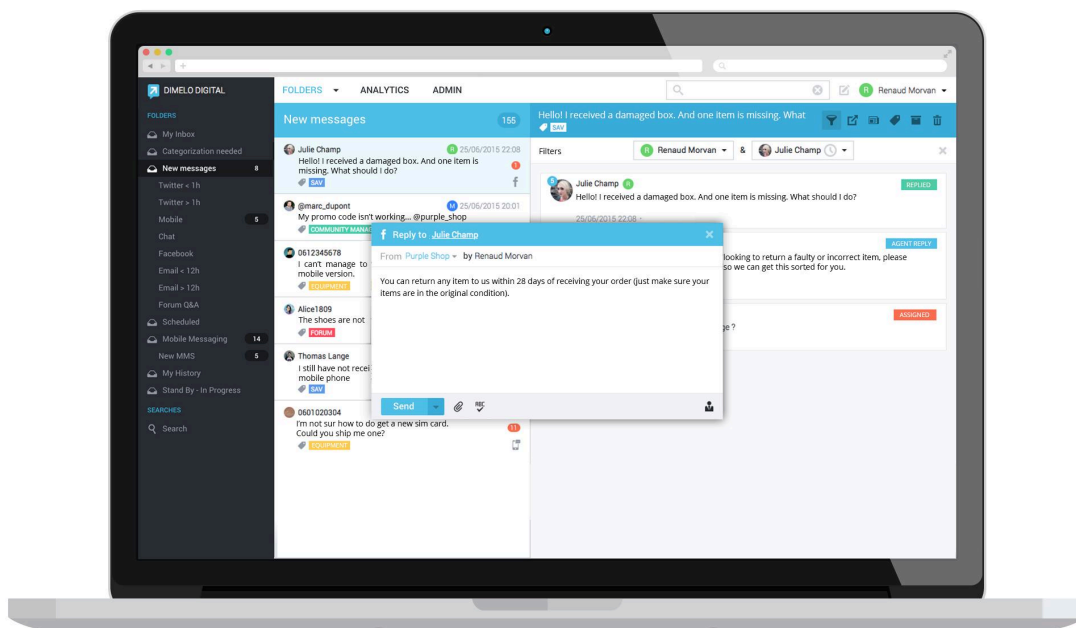 DIMELO DIGITAL
FOLDERS
My Inbox
Categorization needed
New messages 8
Twitter < 1h
Twitter > 1h
Mobile 5
Chat
Facebook
Email < 12h
Email > 12h
Forum Q&A
Scheduled
Mobile Messaging 14
New MMS 5
My History
Stand By - In Progress
SEARCHES
Search
FOLDERS ANALYTICS ADMIN
R Renaud Morvan
New messages 155
Julie Champ R 25/06/2015 22:08
Hello! I received a damaged box. And one item is
missing. What should I do? 1
SAV
@marc_dupont M 25/06/2015 20:01
My promo code isn't working... @purple_shop
COMMUNITY MANA
0612345678
I can't manage to
mobile version.
EQUIPMENT
Alice1809
The shoes are not
FORUM
Thomas Lange
I still have not recei
mobile phone
SAV
0601020304
I'm not sur how to do get a new sim card.
Could you ship me one? 11
EQUIPMENT
Hello! I received a damaged box. And one item is missing. What
SAV
Filters R Renaud Morvan & Julie Champ
5 Julie Champ R REPLIED
Hello! I received a damaged box. And one item is missing. What should I do?
25/06/2015 22:08
AGENT REPLY
looking to return a faulty or incorrect item, please
so we can get this sorted for you.
ASSIGNED
ge ?
f Reply to Julie Champ
From Purple Shop by Renaud Morvan
You can return any item to us within 28 days of receiving your order (just make sure your
items are in the original condition).
Send ABC